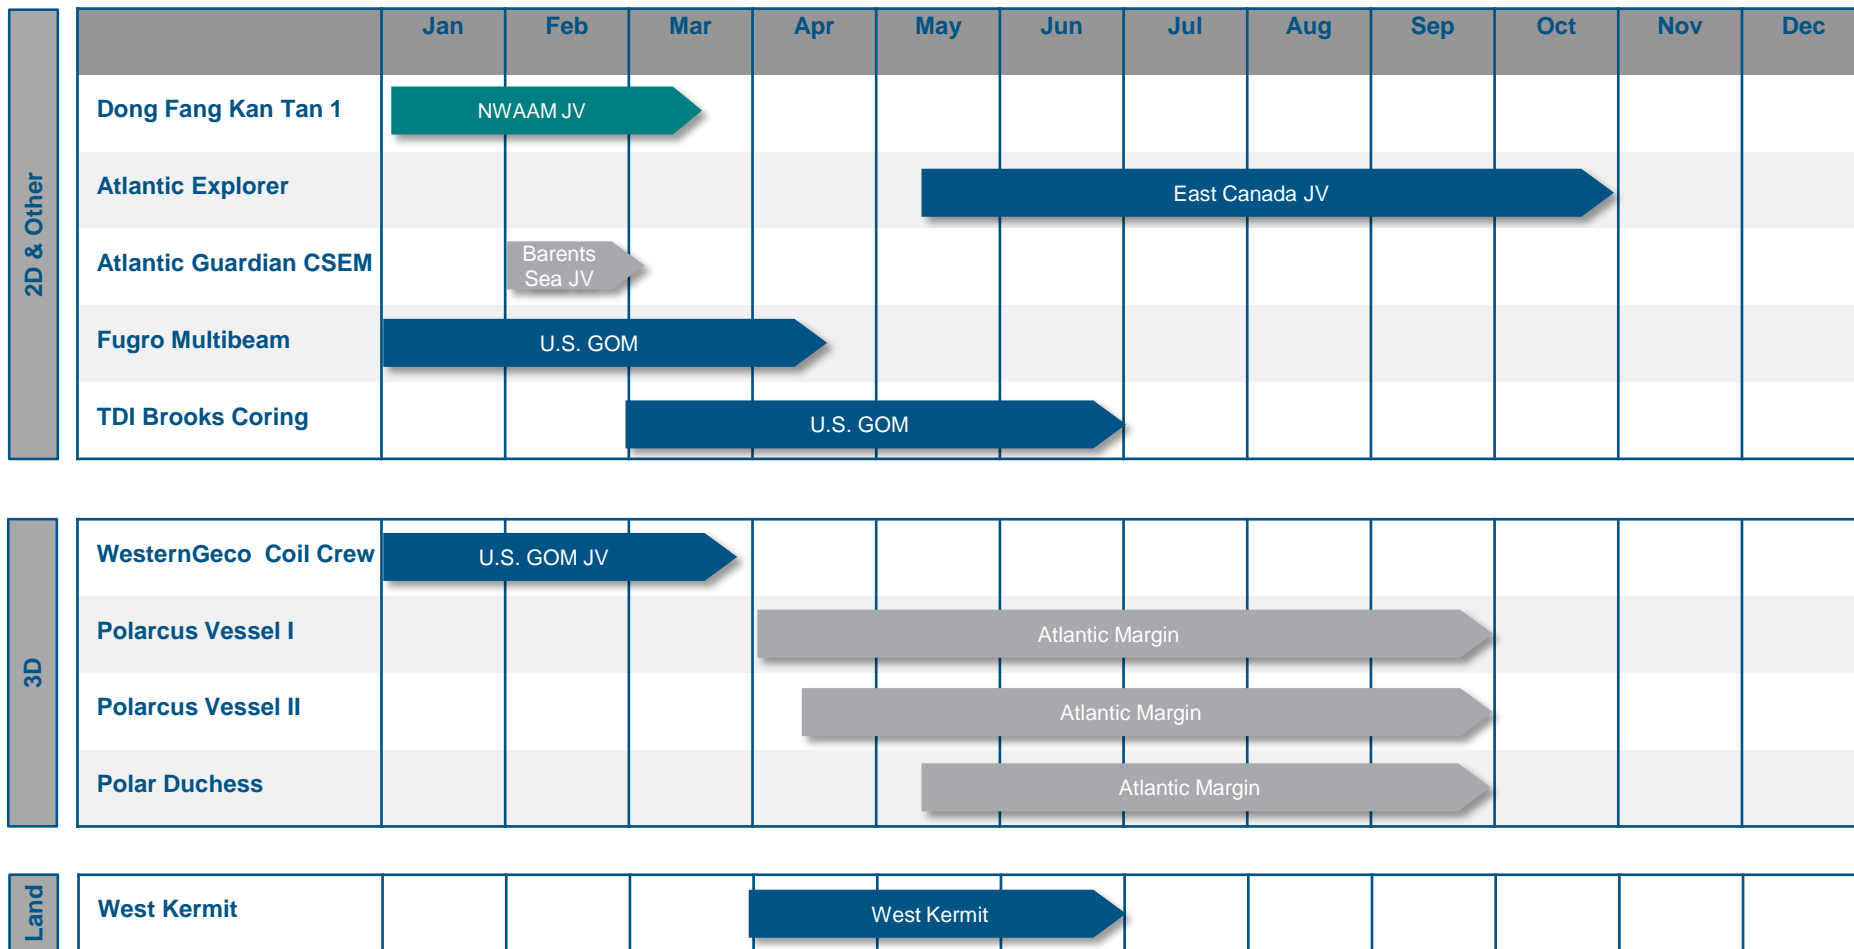 Jan Feb Mar Apr May Jun Jul Aug Sep Oct Nov Dec
2D & Other
Dong Fang Kan Tan 1 NWAAM JV
Atlantic Explorer East Canada JV
Atlantic Guardian CSEM Barents
Sea JV
Fugro Multibeam U.S. GOM
TDI Brooks Coring U.S. GOM
3D
WesternGeco Coil Crew U.S. GOM JV
Polarcus Vessel I Atlantic Margin
Polarcus Vessel II Atlantic Margin
Polar Duchess Atlantic Margin
Land
West Kermit West Kermit